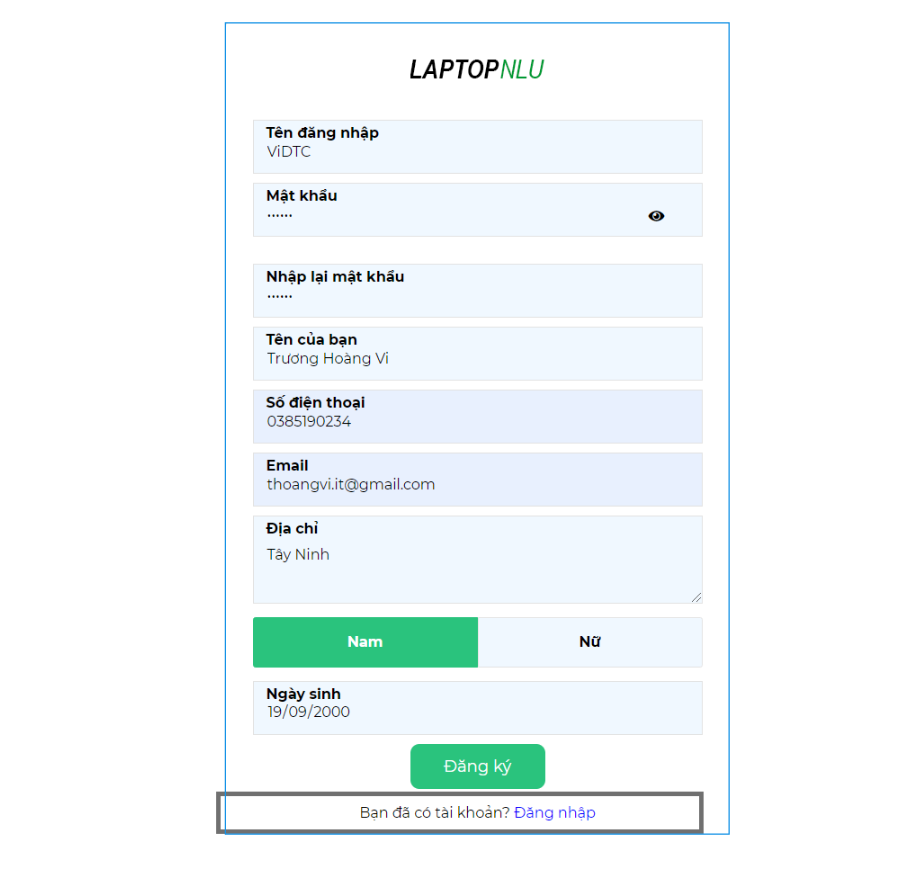 LAPTOPNLU
Tên đăng nhập
ViDTC
Mật khẩu
······
Nhập lại mật khẩu
······
Tên của bạn
Trương Hoàng Vi
Số điện thoại
0385190234
Email
thoangvi.it@gmail.com
Địa chỉ
Tây Ninh
Nam Nữ
Ngày sinh
19/09/2000
Đăng ký
Bạn đã có tài khoản? Đăng nhập